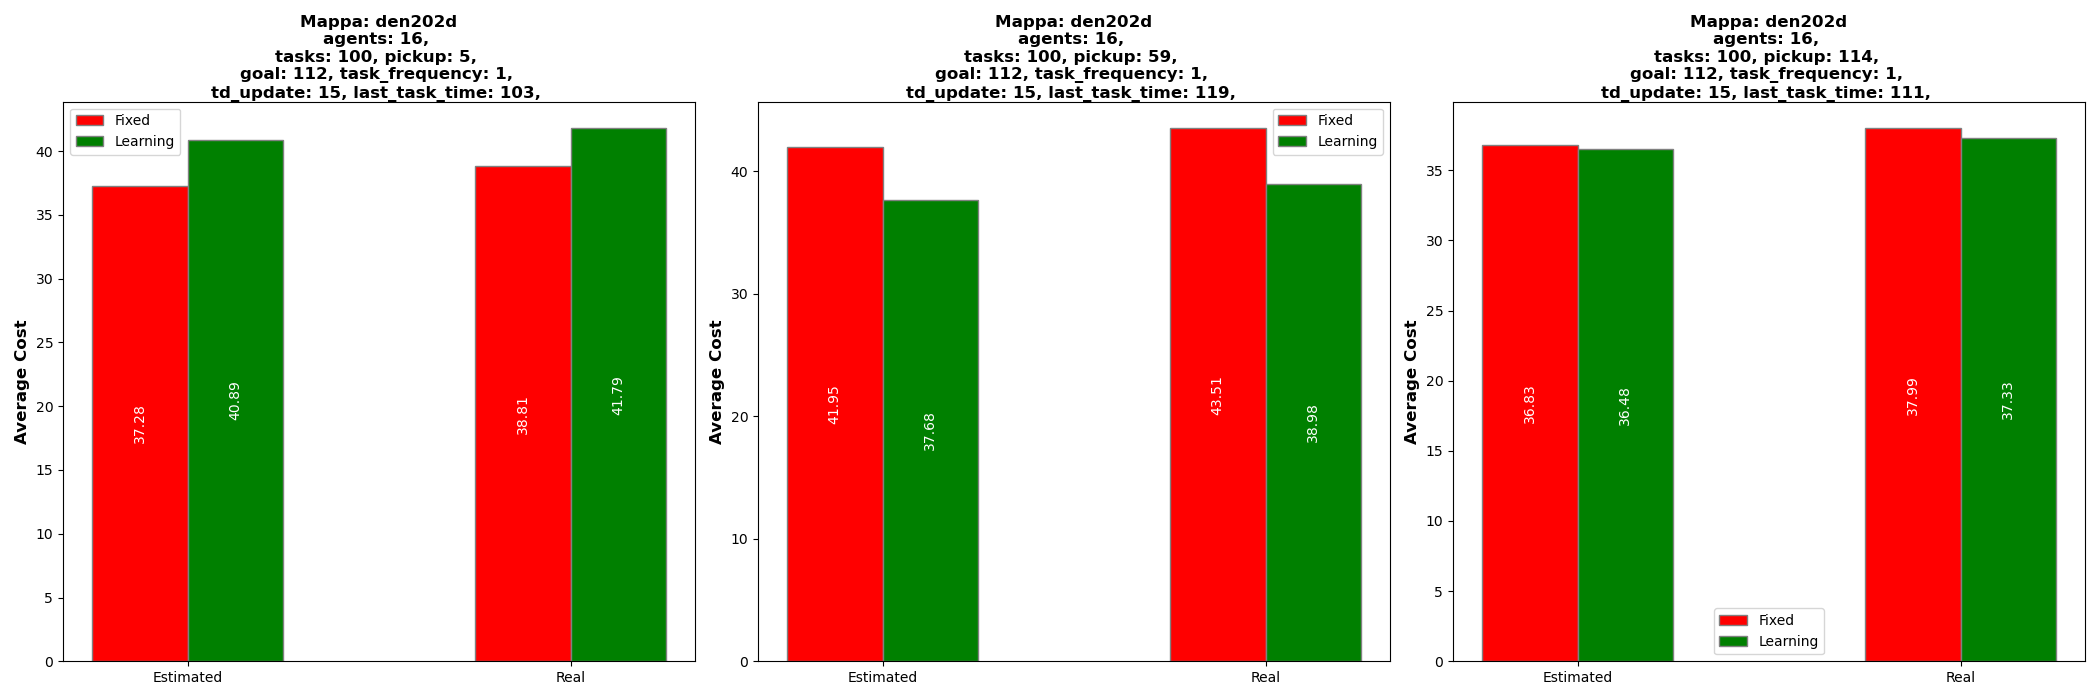 Mappa: den202d
agents: 16,
tasks: 100, pickup: 5,
goal: 112, task_frequency: 1,
td_update: 15, last_task_time: 103,
Fixed
Learning
Average Cost
40
35
30
25
20
15
10
5
0
37.28
40.89
38.81
41.79
Estimated
Real
Mappa: den202d
agents: 16,
tasks: 100, pickup: 59,
goal: 112, task_frequency: 1,
td_update: 15, last_task_time: 119,
Fixed
Learning
Average Cost
40
30
20
10
0
41.95
37.68
43.51
38.98
Estimated
Real
Mappa: den202d
agents: 16,
tasks: 100, pickup: 114,
goal: 112, task_frequency: 1,
td_update: 15, last_task_time: 111,
Average Cost
35
30
25
20
15
10
5
0
36.83
36.48
37.99
37.33
Fixed
Learning
Estimated
Real